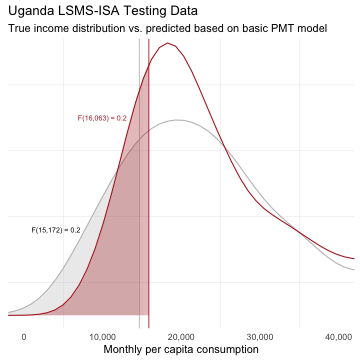 Uganda LSMS-ISA Testing Data
True income distribution vs. predicted based on basic PMT model
F(16,063) = 0.2
F(15,172) = 0.2
0 10,000 20,000 30,000 40,000
Monthly per capita consumption